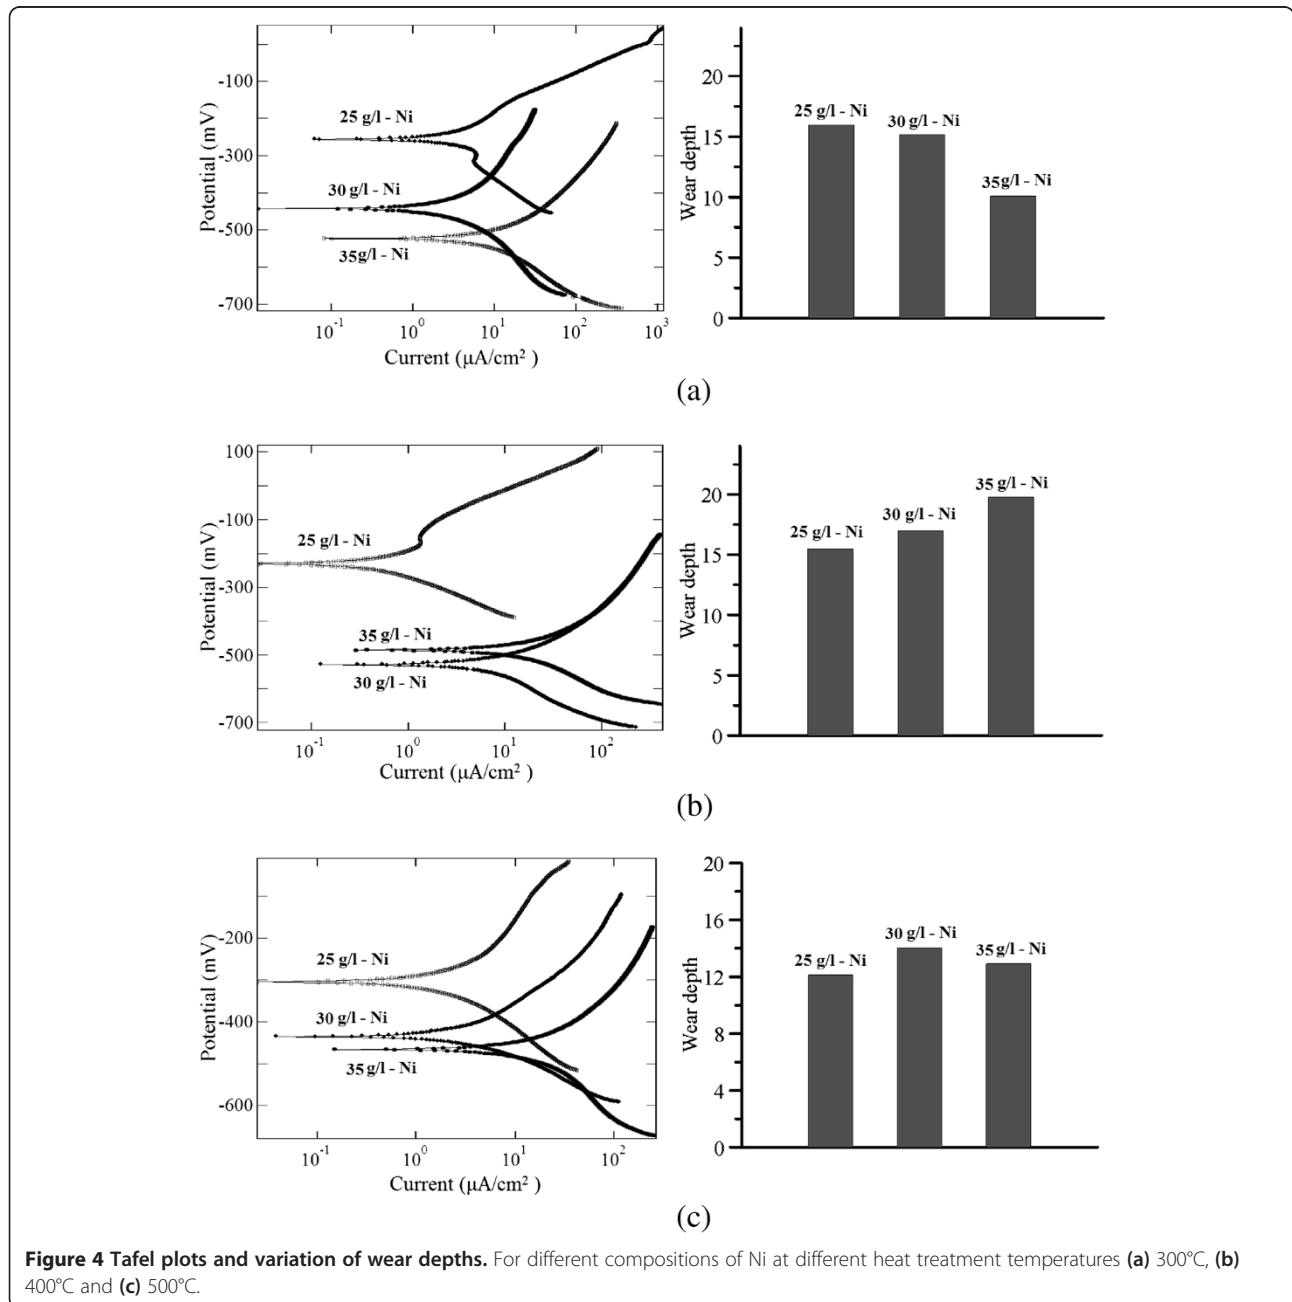 Potential (mV)
-100
-300
-500
-700
25 g/l - Ni
30 g/l - Ni
35g/l - Ni
10-1
100
101
102
103
Current (μA/cm2 )
Wear depth
20
15
10
5
0
25 g/l - Ni
30 g/l - Ni
35g/l - Ni
(a)
Potential (mV)
100
-100
-300
-500
-700
25 g/l - Ni
35 g/l - Ni
30 g/l - Ni
10-1
100
101
102
Current (μA/cm2 )
Wear depth
20
15
10
5
0
25 g/l - Ni
30 g/l - Ni
35 g/l - Ni
(b)
Potential (mV)
-200
-400
-600
25 g/l - Ni
30 g/l - Ni
35g/l - Ni
10-1
100
101
102
Current (μA/cm2 )
Wear depth
20
16
12
8
4
0
25 g/l - Ni
30 g/l - Ni
35g/l - Ni
(c)
Figure 4 Tafel plots and variation of wear depths. For different compositions of Ni at different heat treatment temperatures (a) 300°C, (b)
400°C and (c) 500°C.